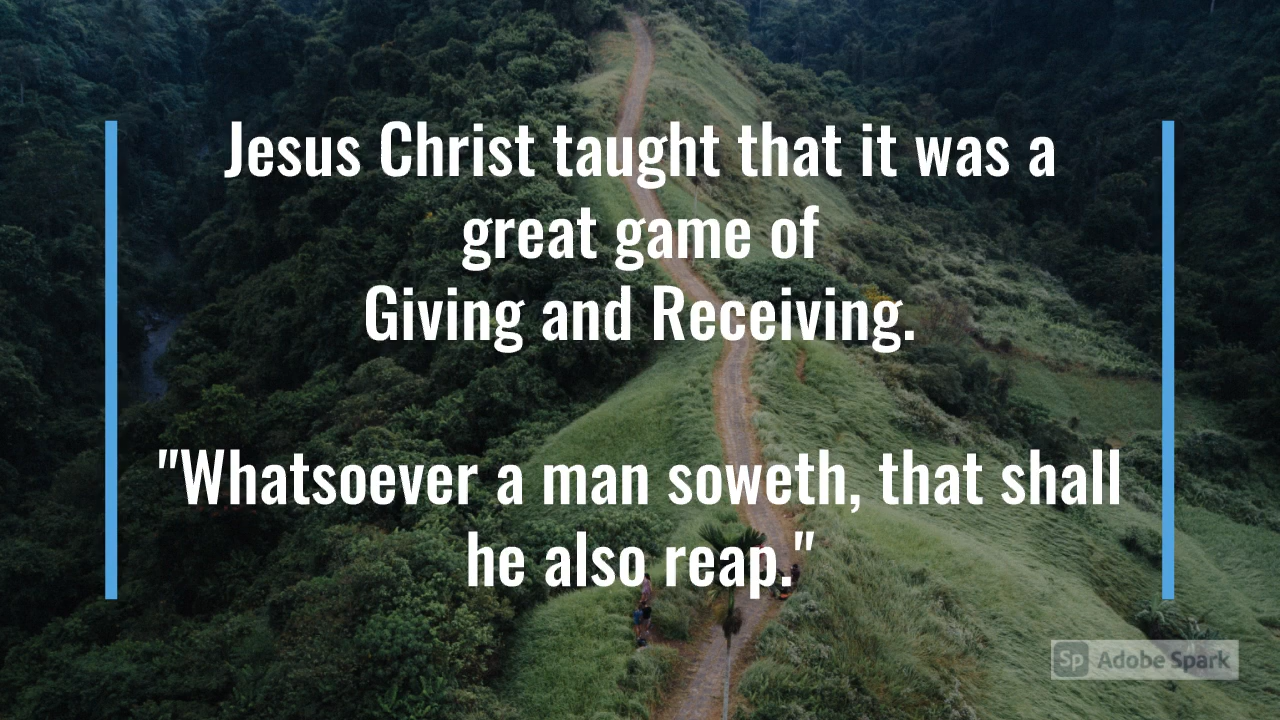 Jesus Christ taught that it was a
great game of
Giving and Receiving.
"Whatsoever a man soweth, that shall
he also reap."
Sp Adobe Spark